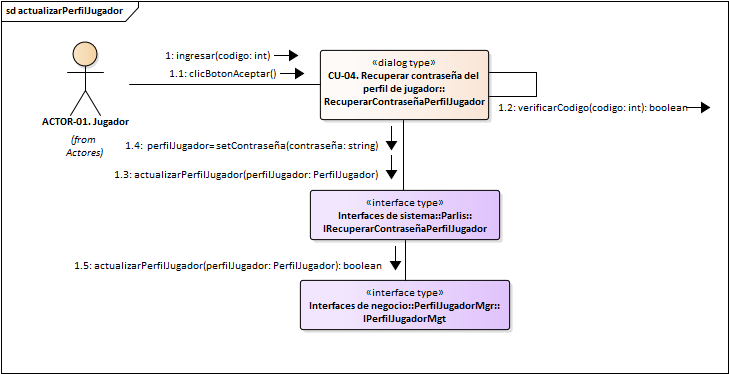 sd actualizarPerfilJugador
1: ingresar(codigo: int)
1.1: clicBotonAceptar()
«dialog type»
CU-04. Recuperar contraseña del
perfil de jugador::
RecuperarContraseñaPerfilJugador
1.2: verificarCodigo(codigo: int): boolean
ACTOR-01. Jugador
(from
Actores)
1.4: perfilJugador= setContraseña(contraseña: string)
1.3: actualizarPerfilJugador(perfilJugador: PerfilJugador)
«interface type»
Interfaces de sistema::Parlis::
IRecuperarContraseñaPerfilJugador
1.5: actualizarPerfilJugador(perfilJugador: PerfilJugador): boolean
«interface type»
Interfaces de negocio::PerfilJugadorMgr::
IPerfilJugadorMgt